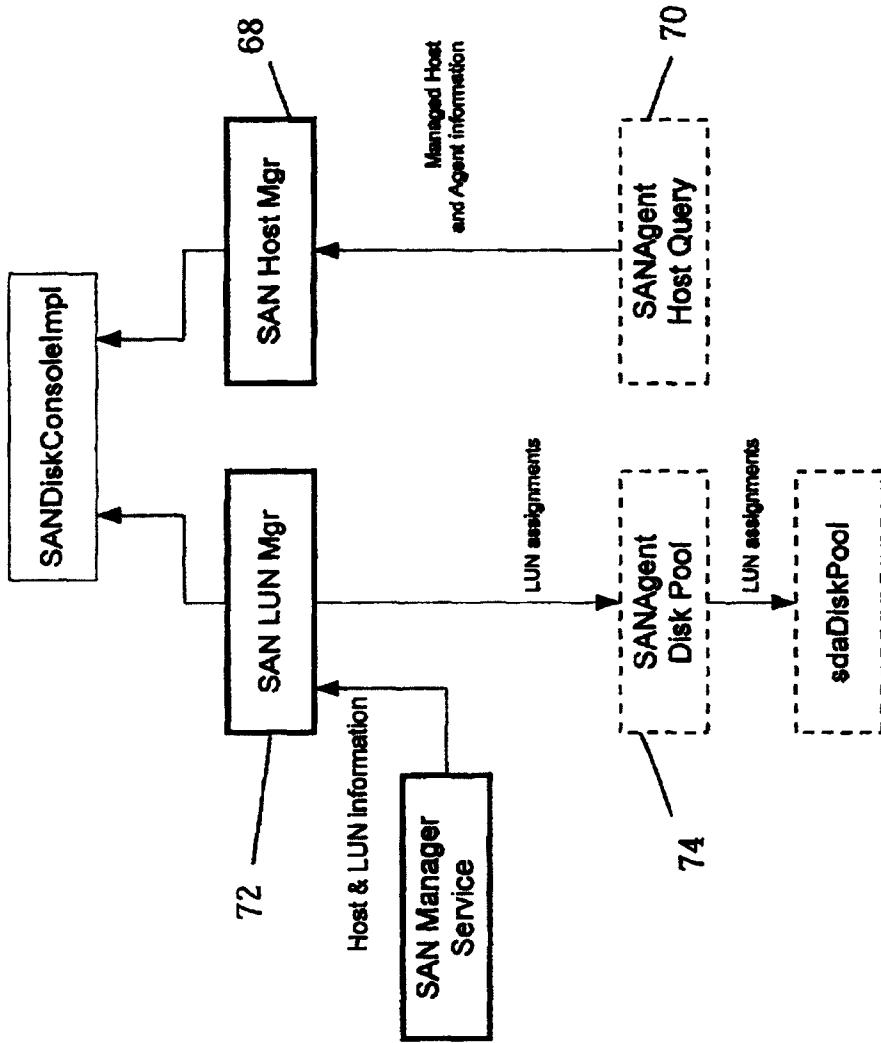 SANDiskConsoleImpl
72
SAN LUN Mgr
SAN Host Mgr
68
Host & LUN information
SAN Manager
Service
LUN assignments
Managed Host
and Agent information
74
SANAgent
Disk Pool
SANAgent
Host Query
70
LUN assignments
sdaDiskPool